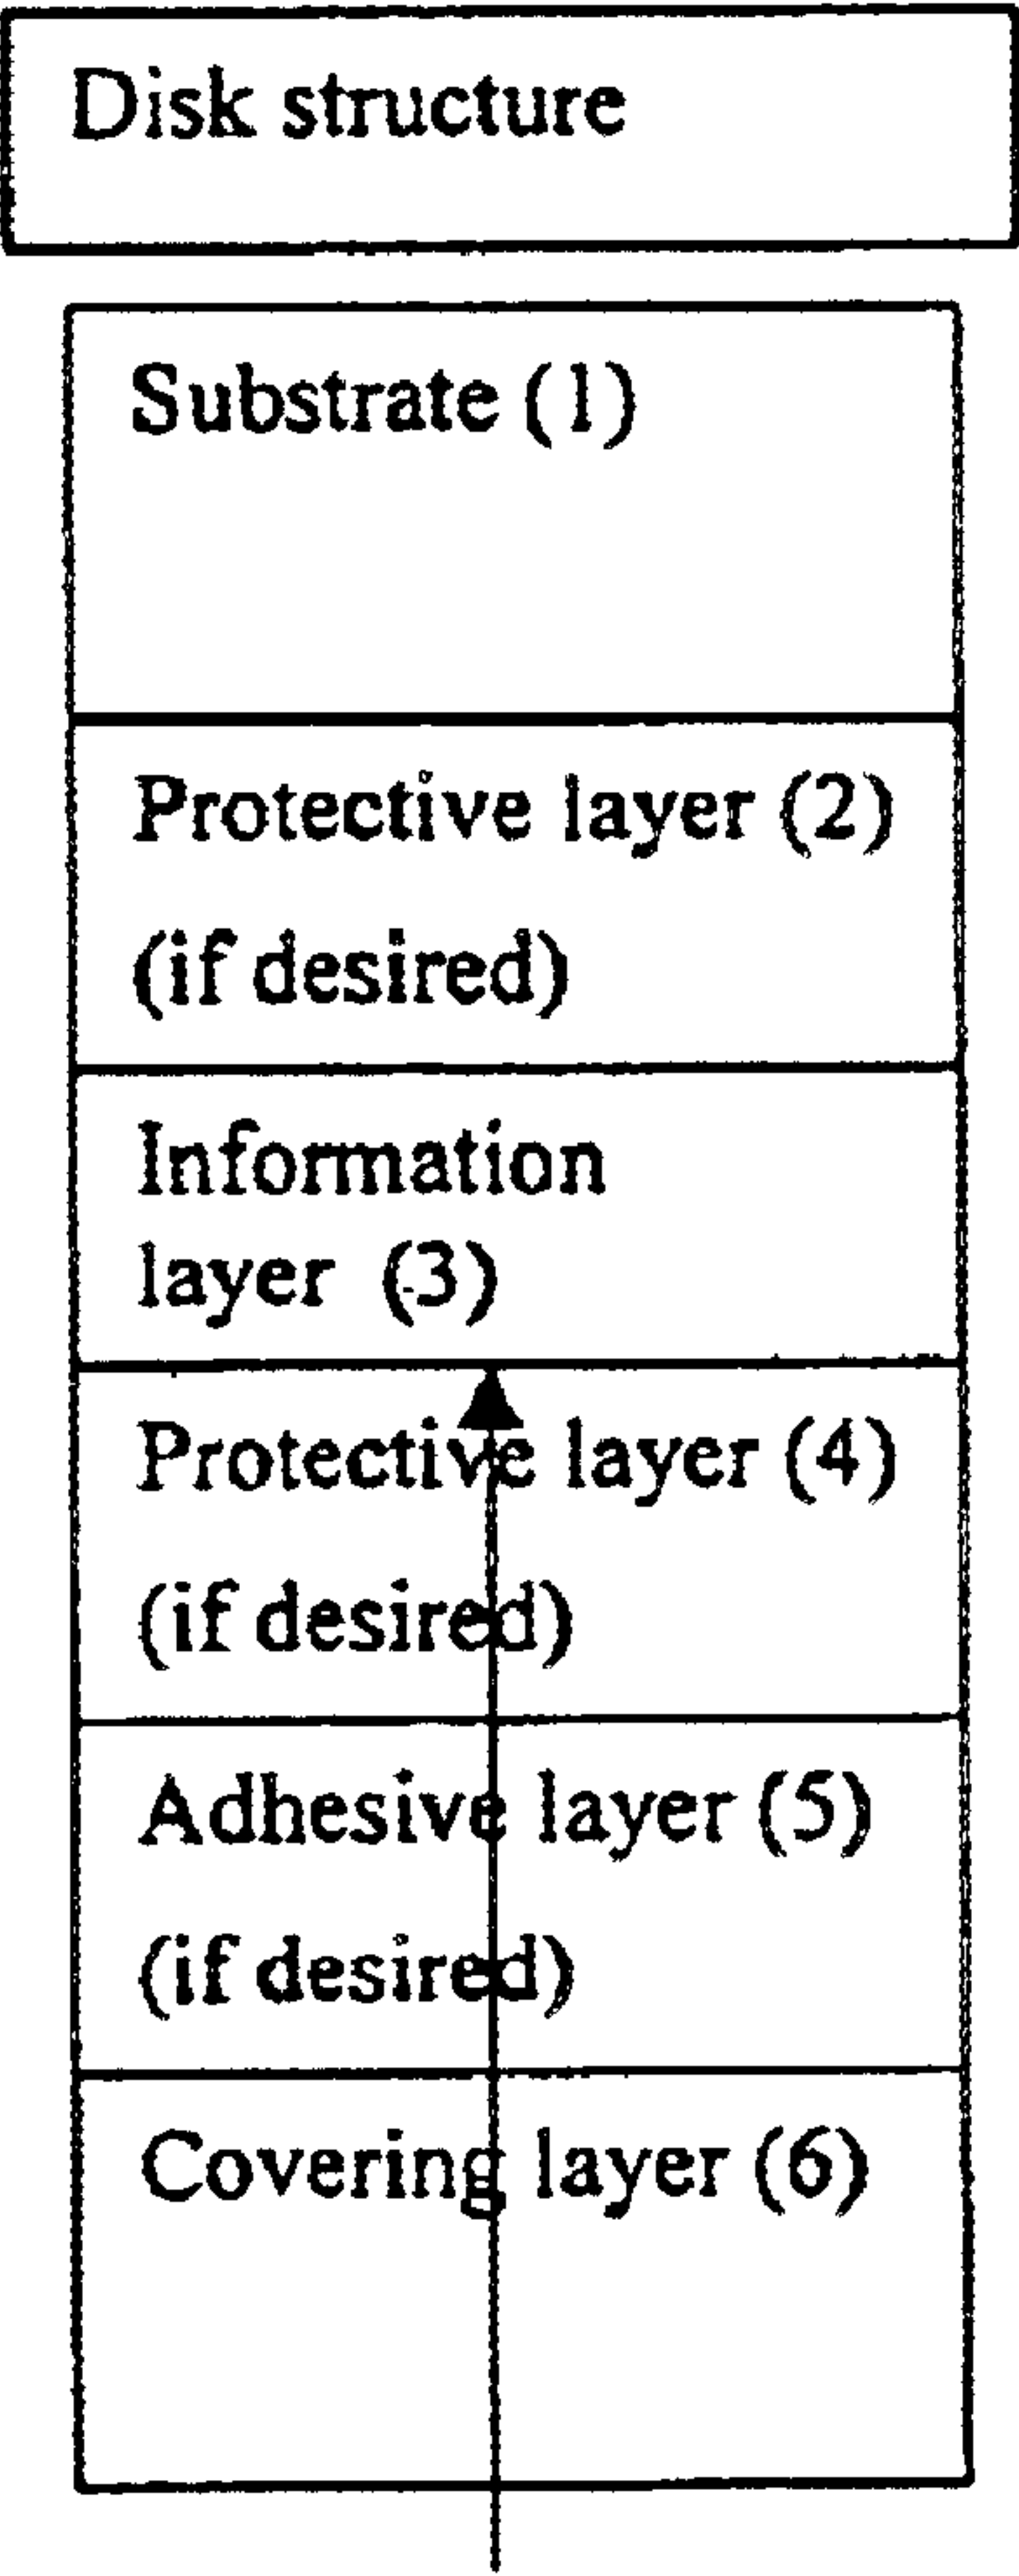 Disk structure
Substrate (1)
Protective layer (2)
(if desired)
Information
layer (3)
Protective layer (4)
(if desired)
Adhesive layer (5)
(if desired)
Covering layer (6)